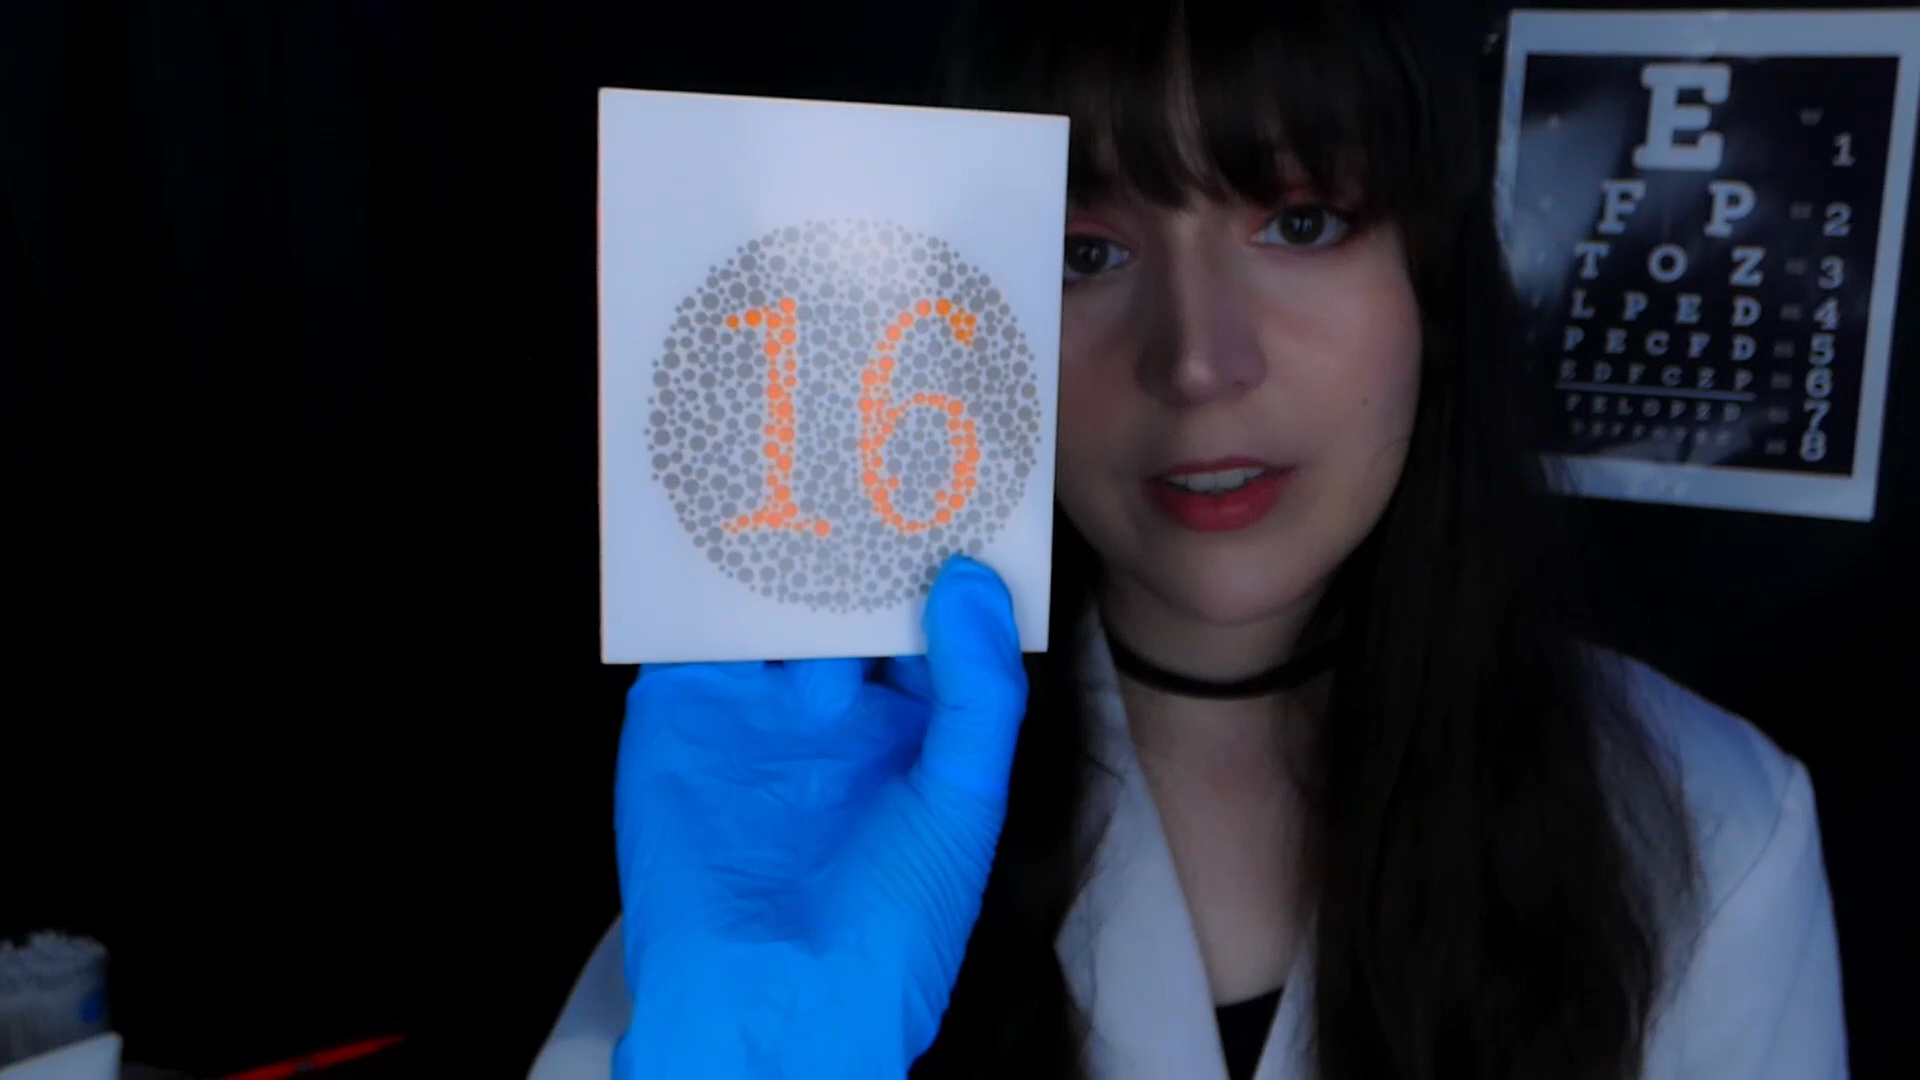 16
E 1
F P 2
T O Z 3
L P E D 4
P E C F D 5
E D F C Z P 6
F E L O P Z D 7
8